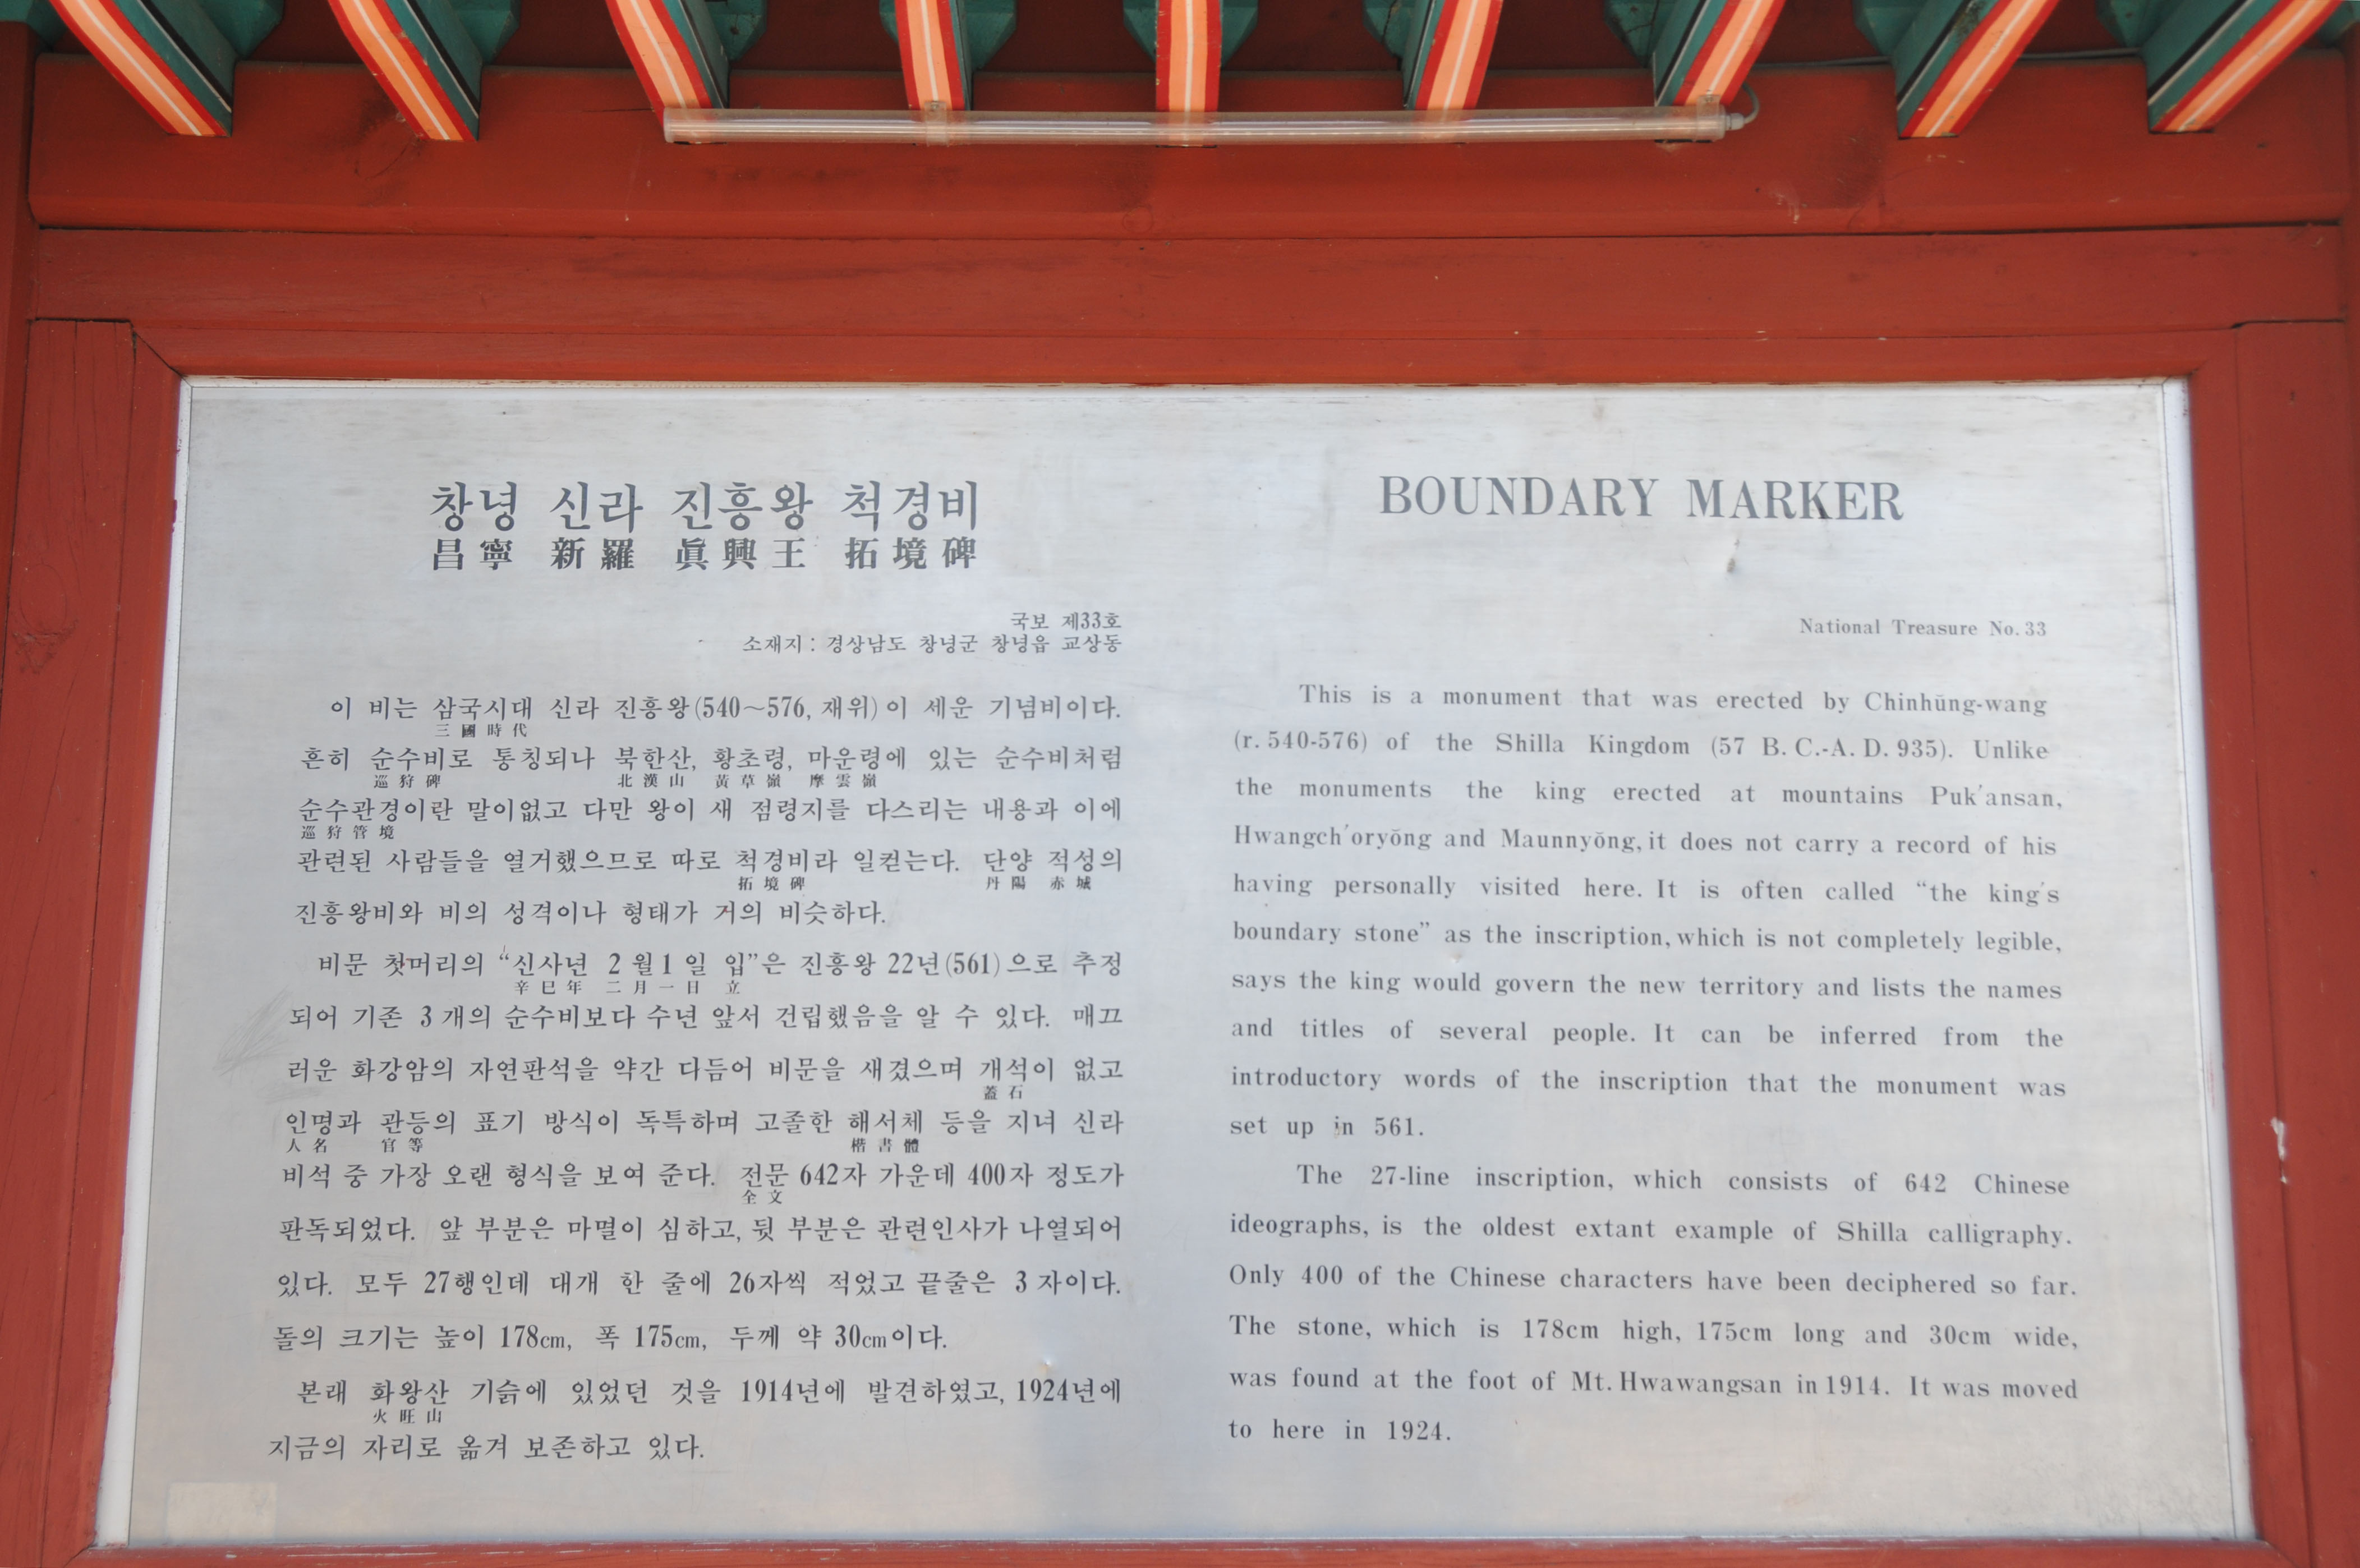 창녕 신라 진흥왕 척경비
昌寧 新羅 眞興王 拓境碑
국보 제33호
소재지: 경상남도 창녕군 창녕읍 교상동
이 비는 삼국시대 신라 진흥왕(540~576, 재위)이 세운 기념비이다.
三國時代
흔히 순수비로 통칭되나 북한산, 황초령, 마운령에 있는 순수비처럼
巡狩碑 北漢山 黃草嶺 摩雲嶺
순수관경이란 말이없고 다만 왕이 새 점령지를 다스리는 내용과 이에
巡狩管境
관련된 사람들을 열거했으므로 따로 척경비라 일컫는다. 단양 적성의
拓境碑 丹陽 赤城
진흥왕비와 비의 성격이나 형태가 거의 비슷하다.
비문 첫머리의 “신사년 2월1일 입”은 진흥왕 22년(561)으로 추정
辛巳年 二月一日 立
되어 기존 3개의 순수비보다 수년 앞서 건립했음을 알 수 있다. 매끄
러운 화강암의 자연판석을 약간 다듬어 비문을 새겼으며 개석이 없고
蓋石
인명과 관등의 표기 방식이 독특하며 고졸한 해서체 등을 지녀 신라
人名 官等 楷書體
비석 중 가장 오랜 형식을 보여 준다. 전문 642자 가운데 400자 정도가
全文
판독되었다. 앞 부분은 마멸이 심하고, 뒷 부분은 관련인사가 나열되어
있다. 모두 27행인데 대개 한 줄에 26자씩 적었고 끝줄은 3자이다.
돌의 크기는 높이 178cm, 폭 175cm, 두께 약 30cm이다.
본래 화왕산 기슭에 있었던 것을 1914년에 발견하였고, 1924년에
火旺山
지금의 자리로 옮겨 보존하고 있다.
BOUNDARY MARKER
National Treasure No. 33
This is a monument that was erected by Chinhŭng-wang
(r. 540-576) of the Shilla Kingdom (57 B. C.-A. D. 935). Unlike
the monuments the king erected at mountains Puk'ansan,
Hwangch'oryŏng and Maunnyŏng, it does not carry a record of his
having personally visited here. It is often called “the king's
boundary stone” as the inscription, which is not completely legible,
says the king would govern the new territory and lists the names
and titles of several people. It can be inferred from the
introductory words of the inscription that the monument was
set up in 561.
The 27-line inscription, which consists of 642 Chinese
ideographs, is the oldest extant example of Shilla calligraphy.
Only 400 of the Chinese characters have been deciphered so far.
The stone, which is 178cm high, 175cm long and 30cm wide,
was found at the foot of Mt. Hwawangsan in 1914. It was moved
to here in 1924.